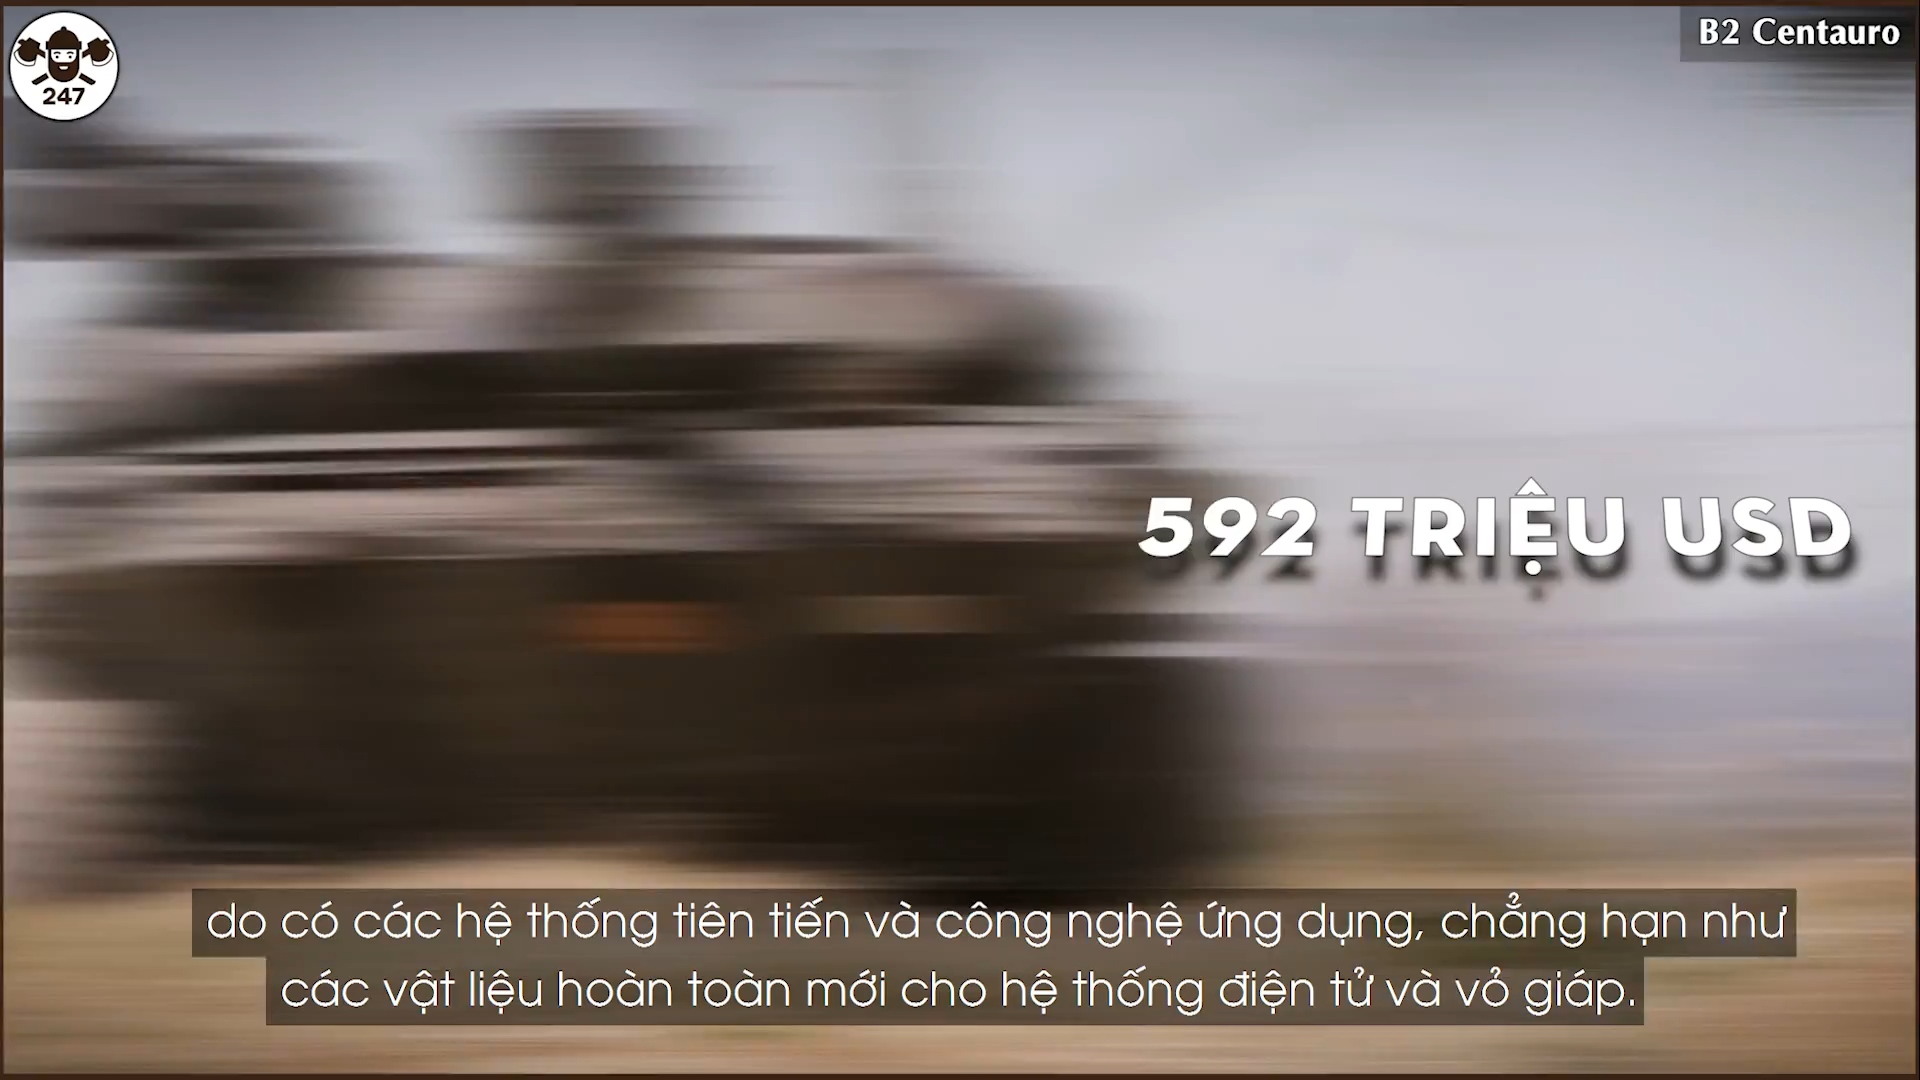 247
B2 Centauro
592 TRIỆU USD
do có các hệ thống tiên tiến và công nghệ ứng dụng, chẳng hạn như
các vật liệu hoàn toàn mới cho hệ thống điện tử và vỏ giáp.